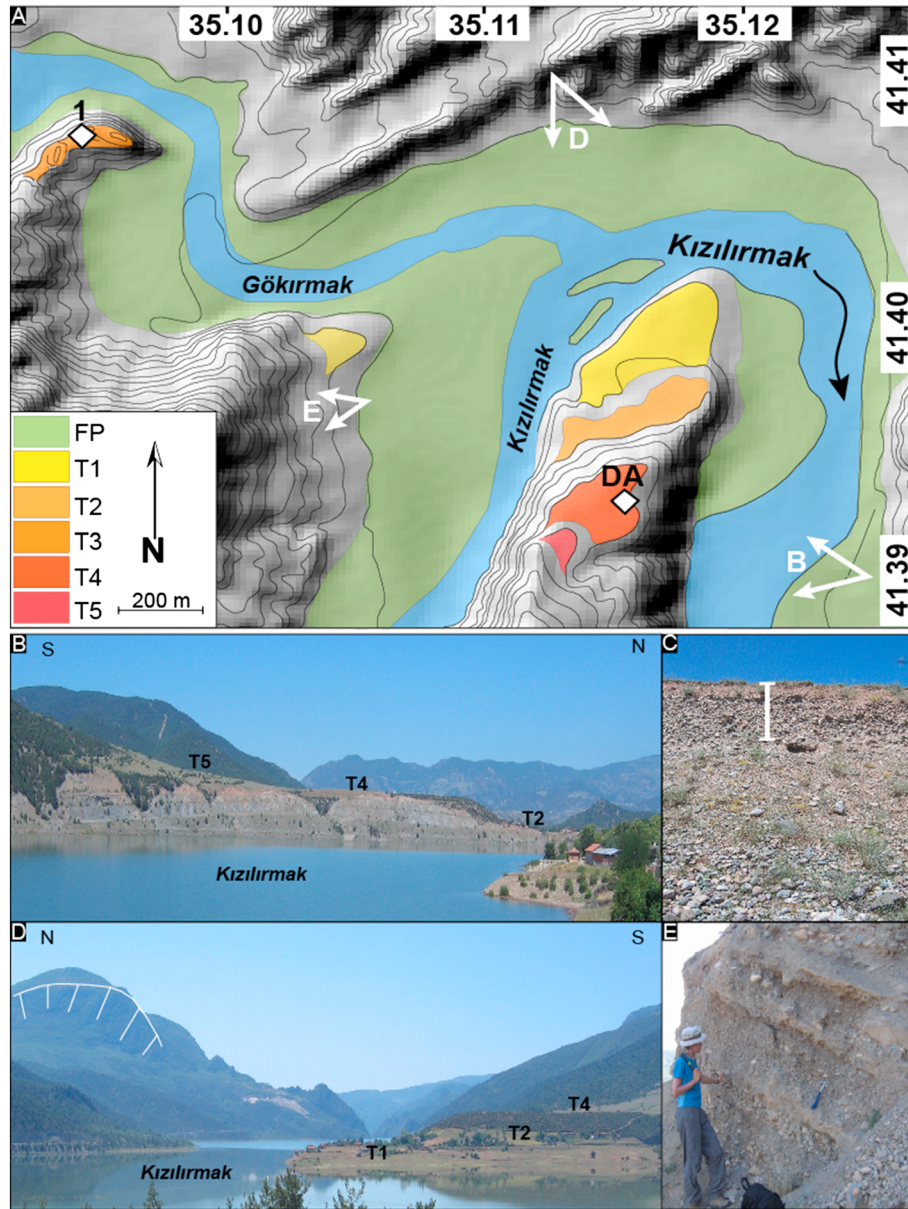 A
35.10
35.11
35.12
41.41
1
D
Kızılırmak
Gökırmak
41.40
E
Kızılırmak
DA
FP
T1
T2
T3
T4
T5
N
200 m
B
41.39
B
S
N
T5
T4
T2
Kızılırmak
C
D
N
S
T4
T2
T1
Kızılırmak
E